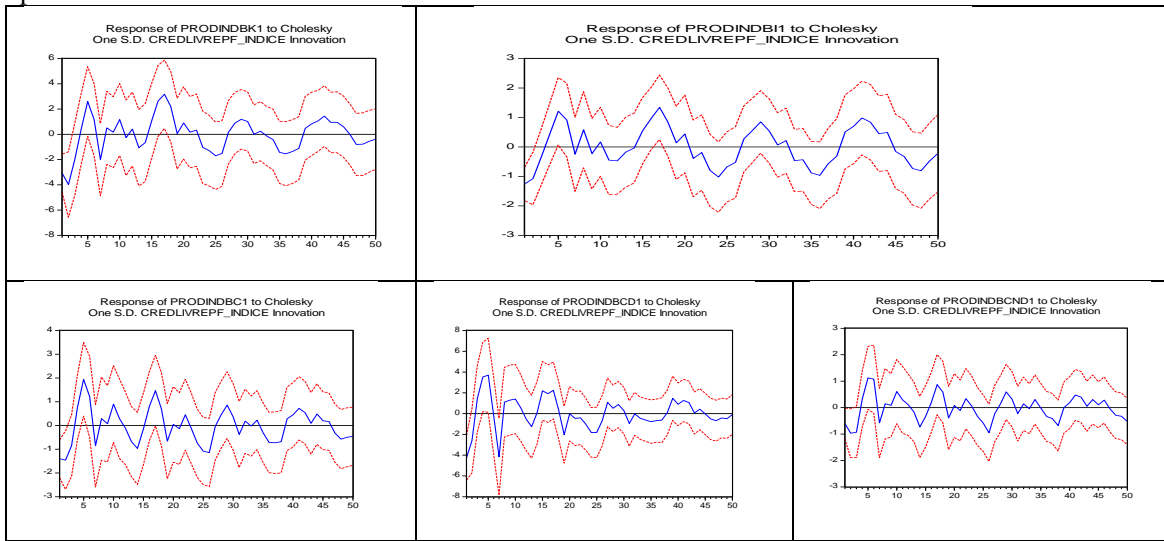 Response of PRODINDBK1 to Cholesky
One S.D. CREDLIVREPF_INDICE Innovation
6
4
2
0
-2
-4
-6
-8
5 10 15 20 25 30 35 40 45 50
Response of PRODINDBI1 to Cholesky
One S.D. CREDLIVREPF_INDICE Innovation
3
2
1
0
-1
-2
-3
5 10 15 20 25 30 35 40 45 50
Response of PRODINDBC1 to Cholesky
One S.D. CREDLIVREPF_INDICE Innovation
4
3
2
1
0
-1
-2
-3
5 10 15 20 25 30 35 40 45 50
Response of PRODINDBCD1 to Cholesky
One S.D. CREDLIVREPF_INDICE Innovation
8
6
4
2
0
-2
-4
-6
-8
5 10 15 20 25 30 35 40 45 50
Response of PRODINDBCND1 to Cholesky
One S.D. CREDLIVREPF_INDICE Innovation
3
2
1
0
-1
-2
-3
5 10 15 20 25 30 35 40 45 50